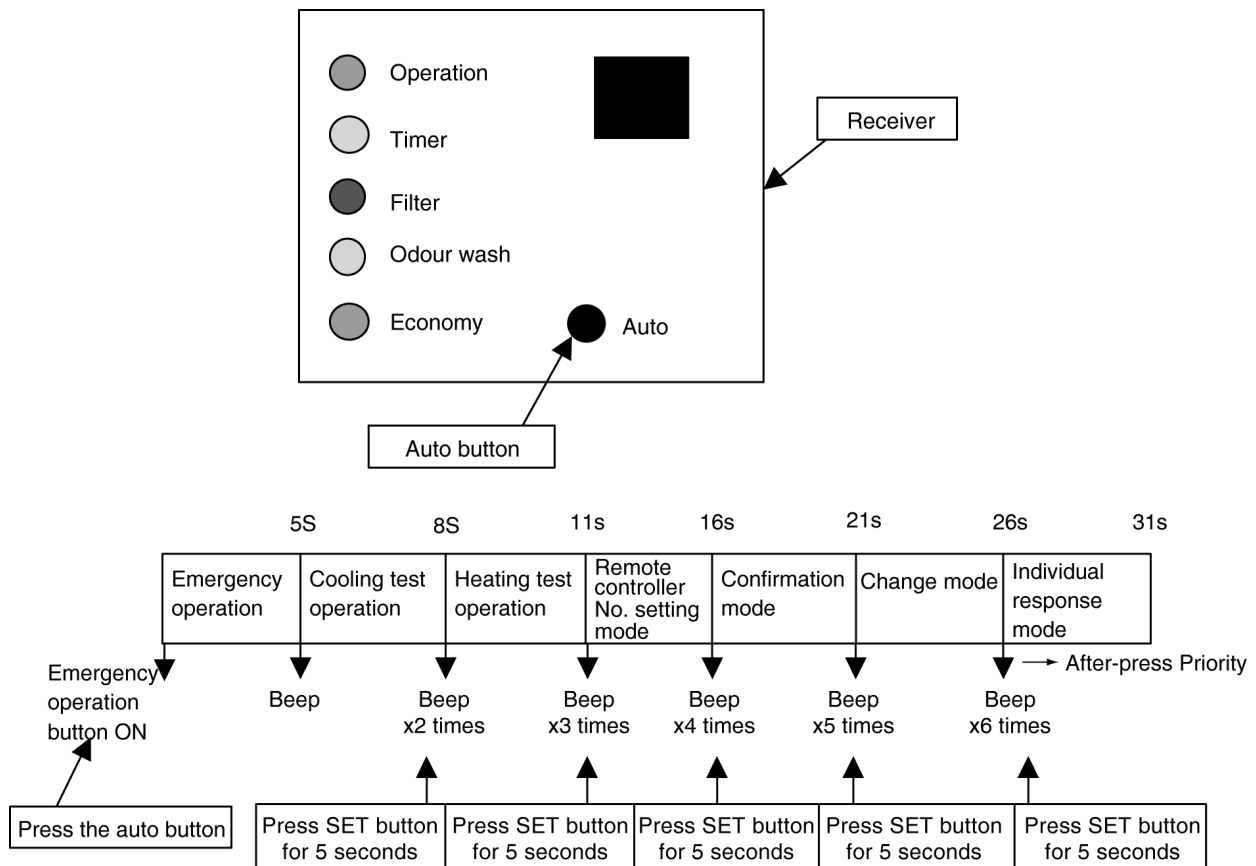 Operation
Timer
Filter
Odour wash
Economy
Auto
Receiver
Auto button
5S
8S
11s
16s
21s
26s
31s
Emergency
operation
Cooling test
operation
Heating test
operation
Remote
controller
No. setting
mode
Confirmation
mode
Change mode
Individual
response
mode
Emergency
operation
button ON
Beep
Beep
x2 times
Beep
x3 times
Beep
x4 times
Beep
x5 times
Beep
x6 times
After-press Priority
Press the auto button
Press SET button
for 5 seconds
Press SET button
for 5 seconds
Press SET button
for 5 seconds
Press SET button
for 5 seconds
Press SET button
for 5 seconds